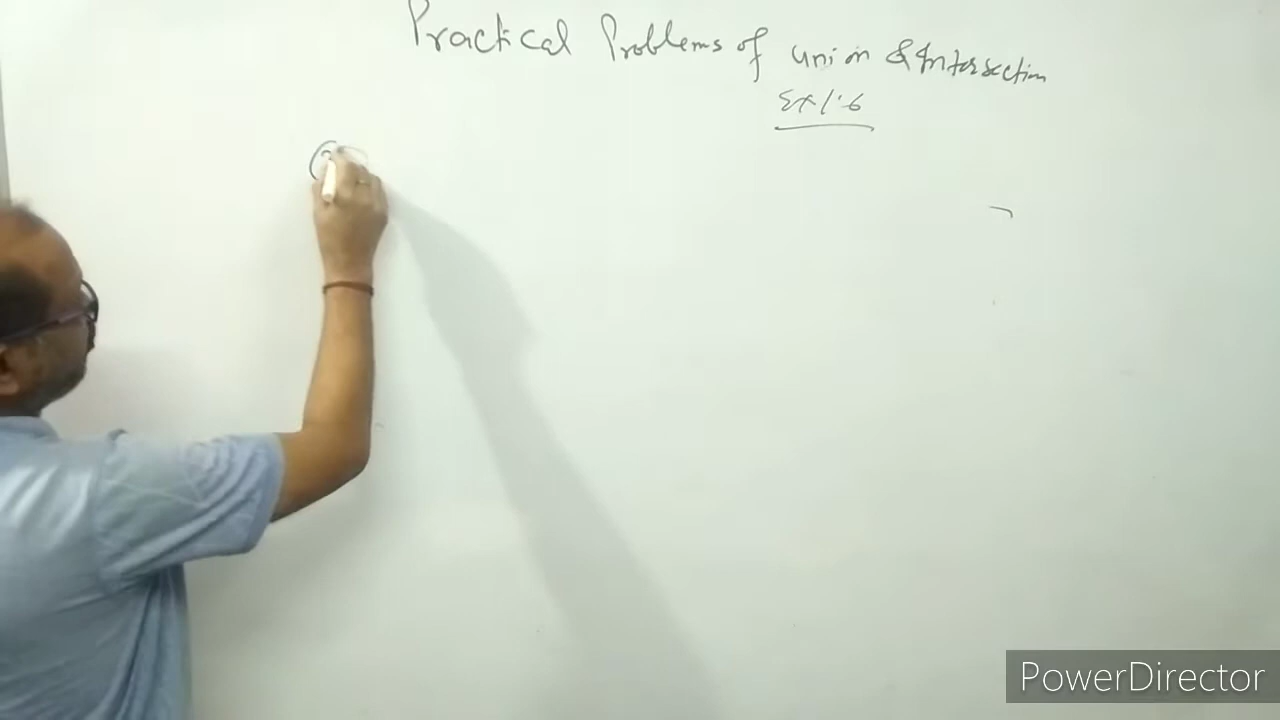 Practical Problems of Union & Intersection
Ex 1.6
PowerDirector